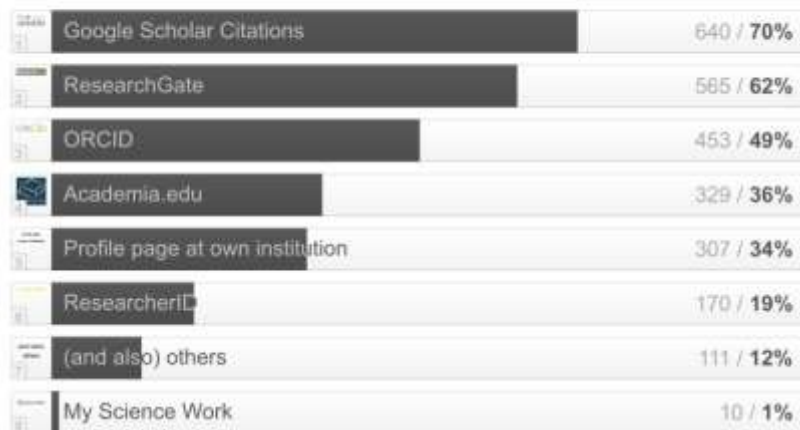 Google Scholar Citations 640 / 70%
ResearchGate 565 / 62%
ORCID 453 / 49%
Academia.edu 329 / 36%
Profile page at own institution 307 / 34%
ResearcherID 170 / 19%
(and also) others 111 / 12%
My Science Work 10 / 1%